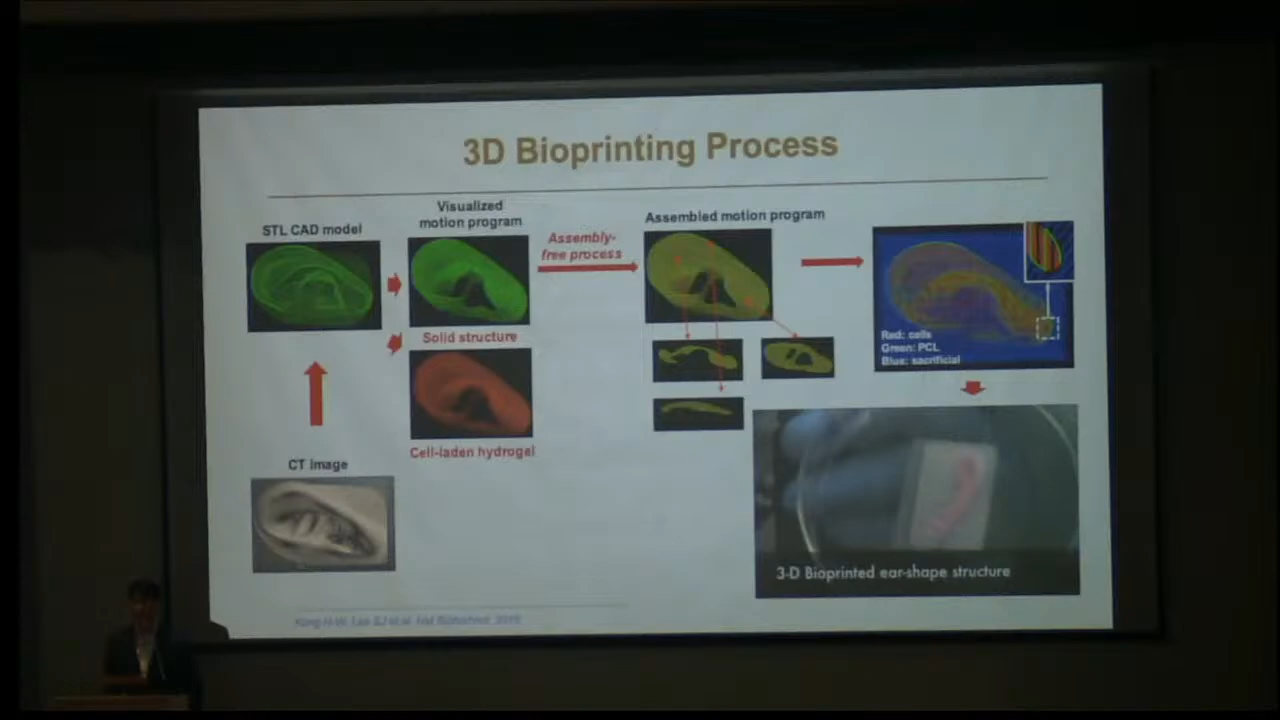 3D Bioprinting Process
STL CAD model
Visualized
motion program
Assembly-
free process
Assembled motion program
Red: cells
Green: PCL
Blue: sacrificial
Solid structure
Cell-laden hydrogel
CT image
3-D Bioprinted ear-shape structure